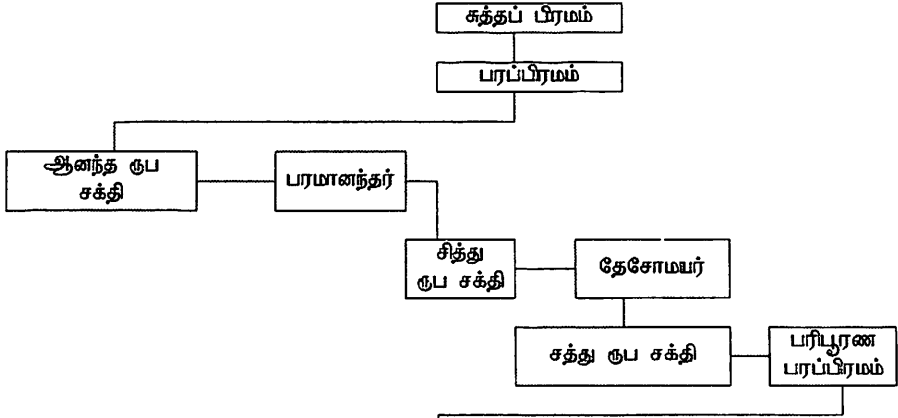 சுத்தப் பிரமம்
பரப்பிரமம்
ஆனந்த ரூப
சக்தி
பரமானந்தர்
சித்து
ரூப சக்தி
தேசோமயர்
சத்து ரூப சக்தி
பரிபூரண
பரப்பிரமம்